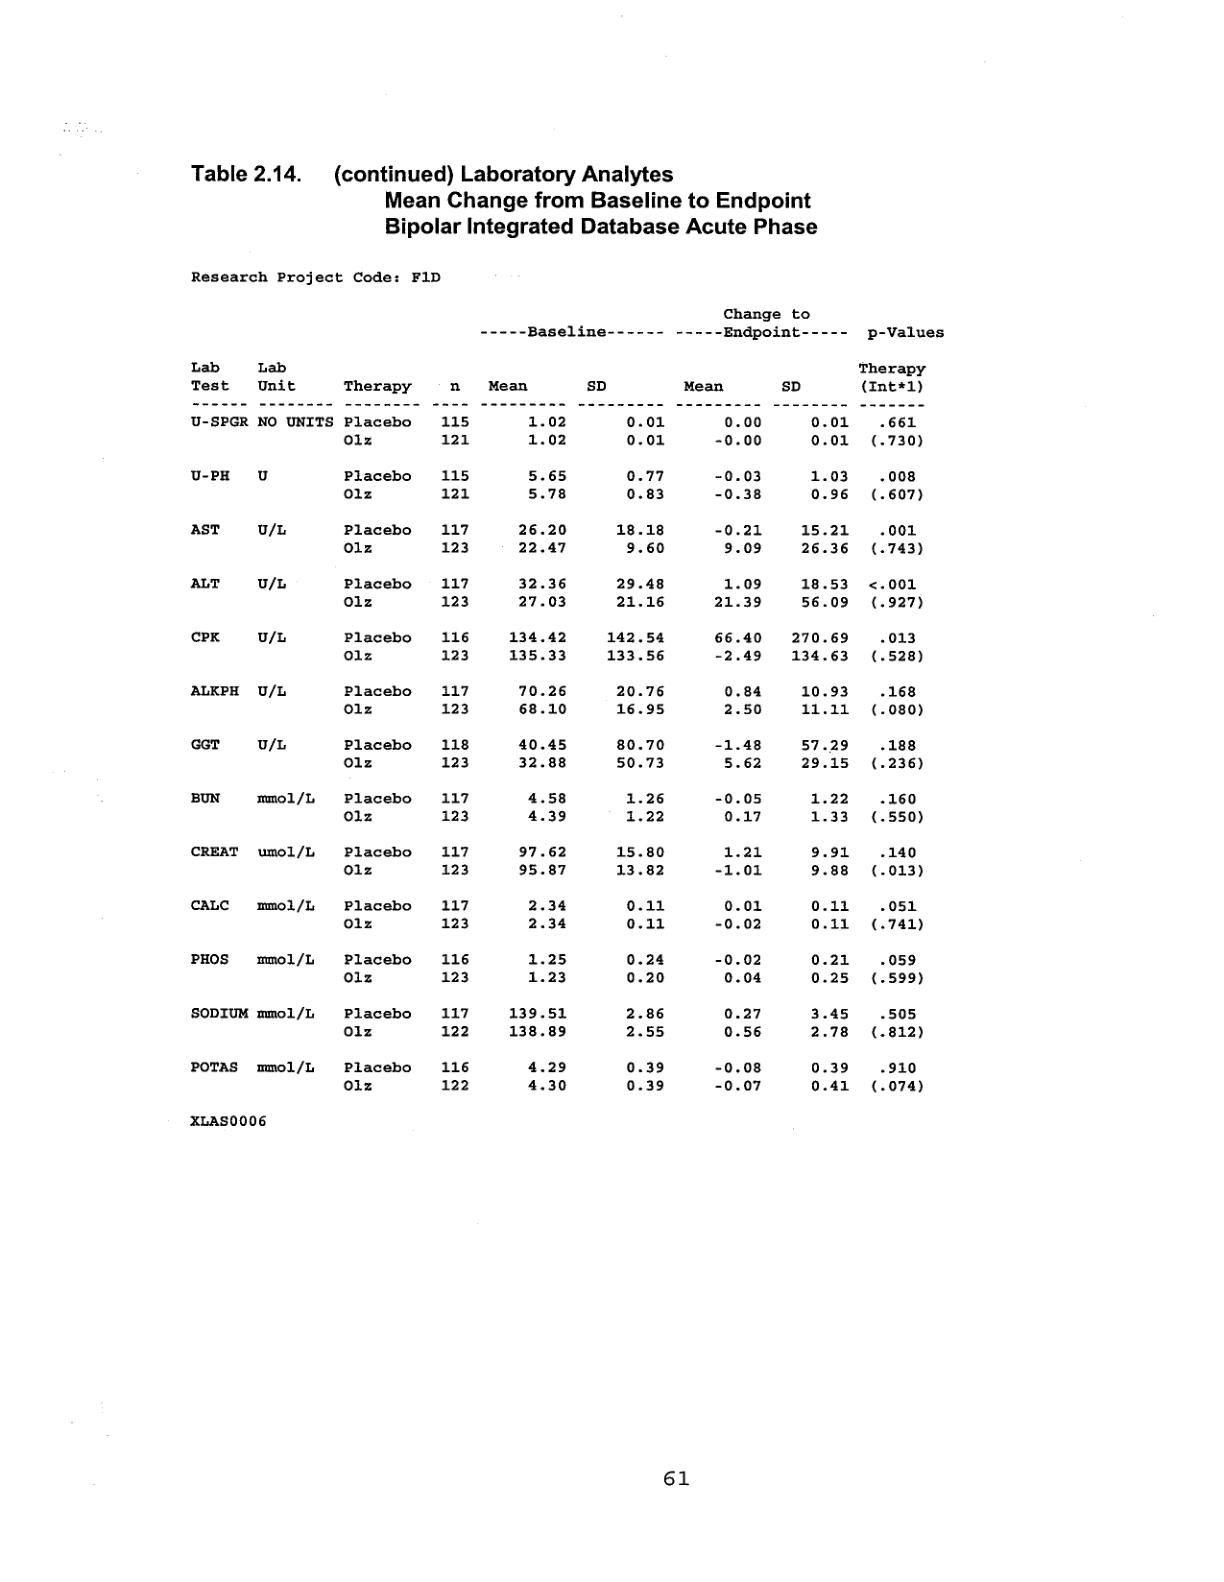 Table 2.14. (continued) Laboratory Analytes
Mean Change from Baseline to Endpoint
Bipolar Integrated Database Acute Phase
Research Project Code: F1D
Change to
-----Baseline------ -----Endpoint----- p-Values
Lab Lab Therapy
Test Unit Therapy n Mean SD Mean SD (Int*1)
------ -------- -------- ---- --------- --------- --------- -------- -------
U-SPGR NO UNITS Placebo 115 1.02 0.01 0.00 0.01 .661
Olz 121 1.02 0.01 -0.00 0.01 (.730)
U-PH U Placebo 115 5.65 0.77 -0.03 1.03 .008
Olz 121 5.78 0.83 -0.38 0.96 (.607)
AST U/L Placebo 117 26.20 18.18 -0.21 15.21 .001
Olz 123 22.47 9.60 9.09 26.36 (.743)
ALT U/L Placebo 117 32.36 29.48 1.09 18.53 <.001
Olz 123 27.03 21.16 21.39 56.09 (.927)
CPK U/L Placebo 116 134.42 142.54 66.40 270.69 .013
Olz 123 135.33 133.56 -2.49 134.63 (.528)
ALKPH U/L Placebo 117 70.26 20.76 0.84 10.93 .168
Olz 123 68.10 16.95 2.50 11.11 (.080)
GGT U/L Placebo 118 40.45 80.70 -1.48 57.29 .188
Olz 123 32.88 50.73 5.62 29.15 (.236)
BUN mmol/L Placebo 117 4.58 1.26 -0.05 1.22 .160
Olz 123 4.39 1.22 0.17 1.33 (.550)
CREAT umol/L Placebo 117 97.62 15.80 1.21 9.91 .140
Olz 123 95.87 13.82 -1.01 9.88 (.013)
CALC mmol/L Placebo 117 2.34 0.11 0.01 0.11 .051
Olz 123 2.34 0.11 -0.02 0.11 (.741)
PHOS mmol/L Placebo 116 1.25 0.24 -0.02 0.21 .059
Olz 123 1.23 0.20 0.04 0.25 (.599)
SODIUM mmol/L Placebo 117 139.51 2.86 0.27 3.45 .505
Olz 122 138.89 2.55 0.56 2.78 (.812)
POTAS mmol/L Placebo 116 4.29 0.39 -0.08 0.39 .910
Olz 122 4.30 0.39 -0.07 0.41 (.074)
XLAS0006
61